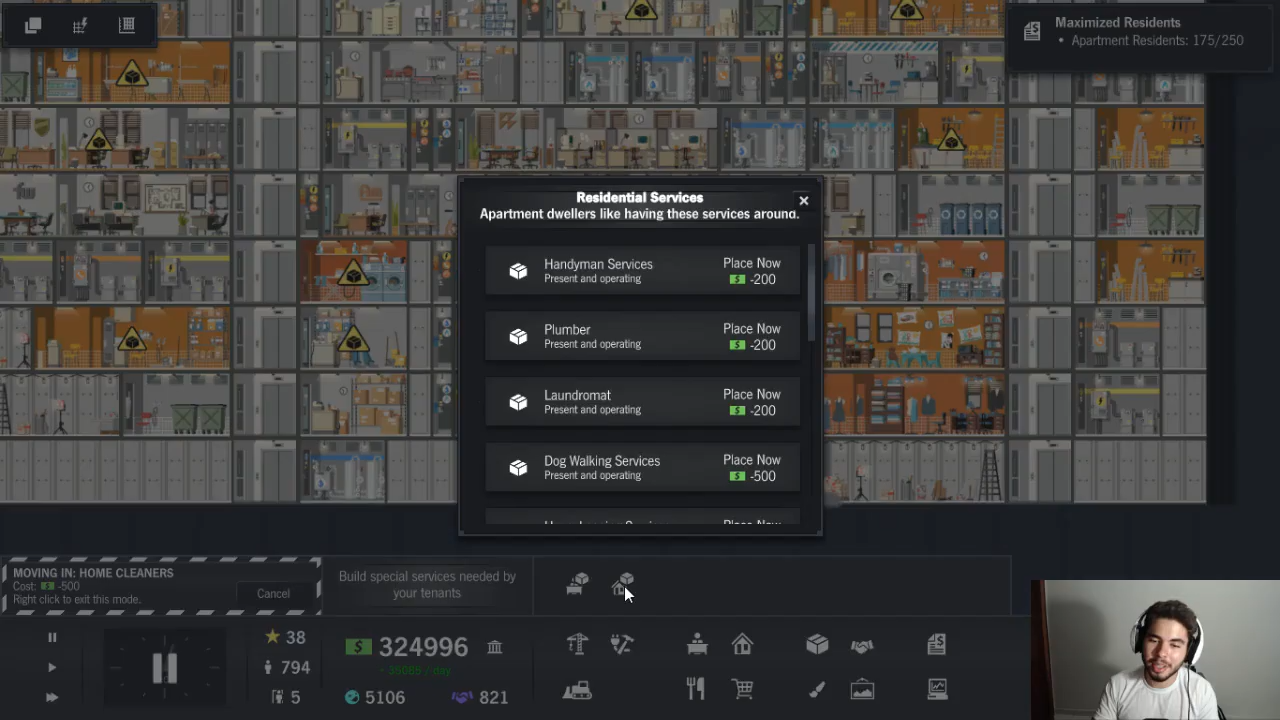 Maximized Residents
• Apartment Residents: 175/250
Residential Services
Apartment dwellers like having these services around.
Handyman Services
Present and operating
Place Now
-200
Plumber
Present and operating
Place Now
-200
Laundromat
Present and operating
Place Now
-200
Dog Walking Services
Present and operating
Place Now
-500
Place Now
MOVING IN: HOME CLEANERS
Cost: -500
Right click to exit this mode.
Cancel
Build special services needed by
your tenants
38
324996
794
5
5106
821